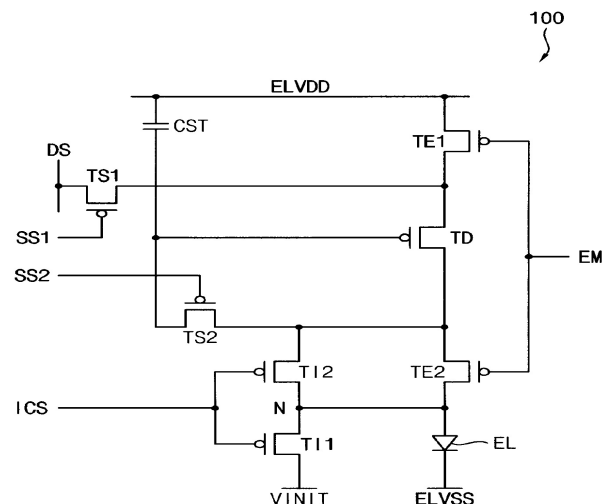 100
ELVDD
CST
DS
TS1
TE1
SS1
TD
SS2
EM
TS2
TI2
TE2
ICS
N
TI1
EL
VINIT
ELVSS